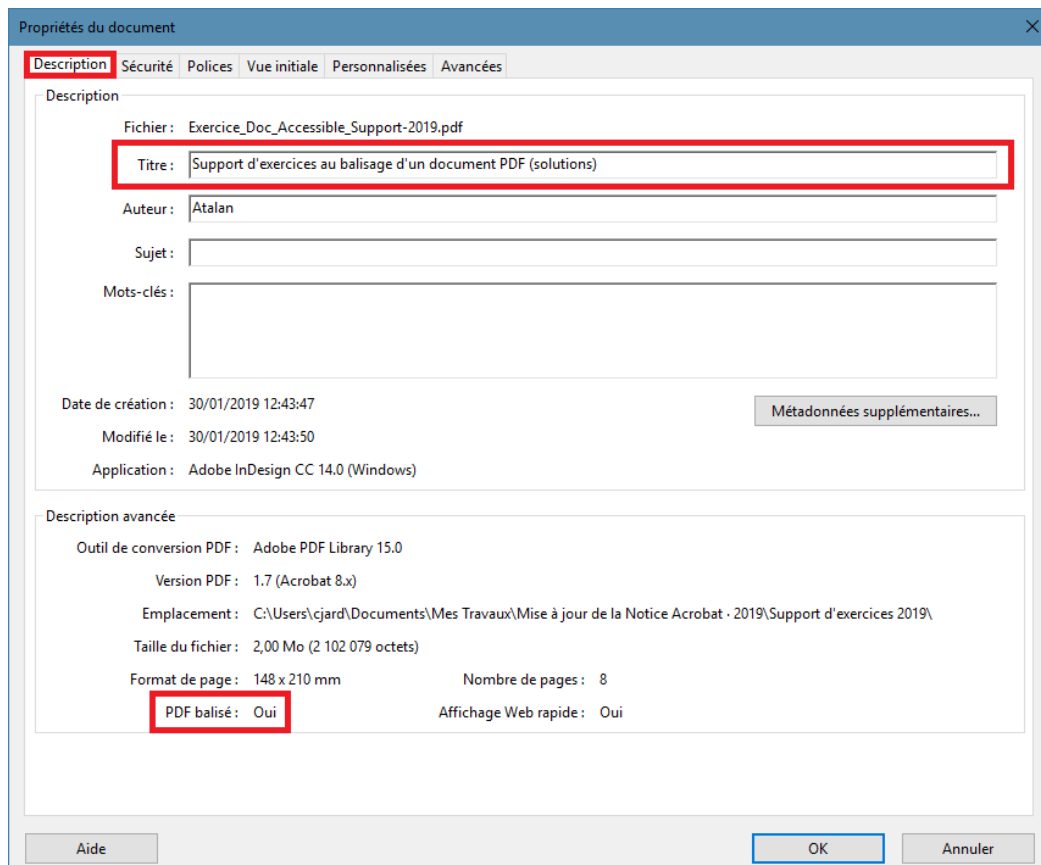 Propriétés du document
Description Sécurité Polices Vue initiale Personnalisées Avancées
Description
Fichier : Exercice_Doc_Accessible_Support-2019.pdf
Titre : Support d'exercices au balisage d'un document PDF (solutions)
Auteur : Atalan
Sujet :
Mots-clés :
Date de création : 30/01/2019 12:43:47
Métadonnées supplémentaires...
Modifié le : 30/01/2019 12:43:50
Application : Adobe InDesign CC 14.0 (Windows)
Description avancée
Outil de conversion PDF : Adobe PDF Library 15.0
Version PDF : 1.7 (Acrobat 8.x)
Emplacement : C:\Users\cjard\Documents\Mes Travaux\Mise à jour de la Notice Acrobat · 2019\Support d'exercices 2019\
Taille du fichier : 2,00 Mo (2 102 079 octets)
Format de page : 148 x 210 mm Nombre de pages : 8
PDF balisé : Oui Affichage Web rapide : Oui
Aide OK Annuler